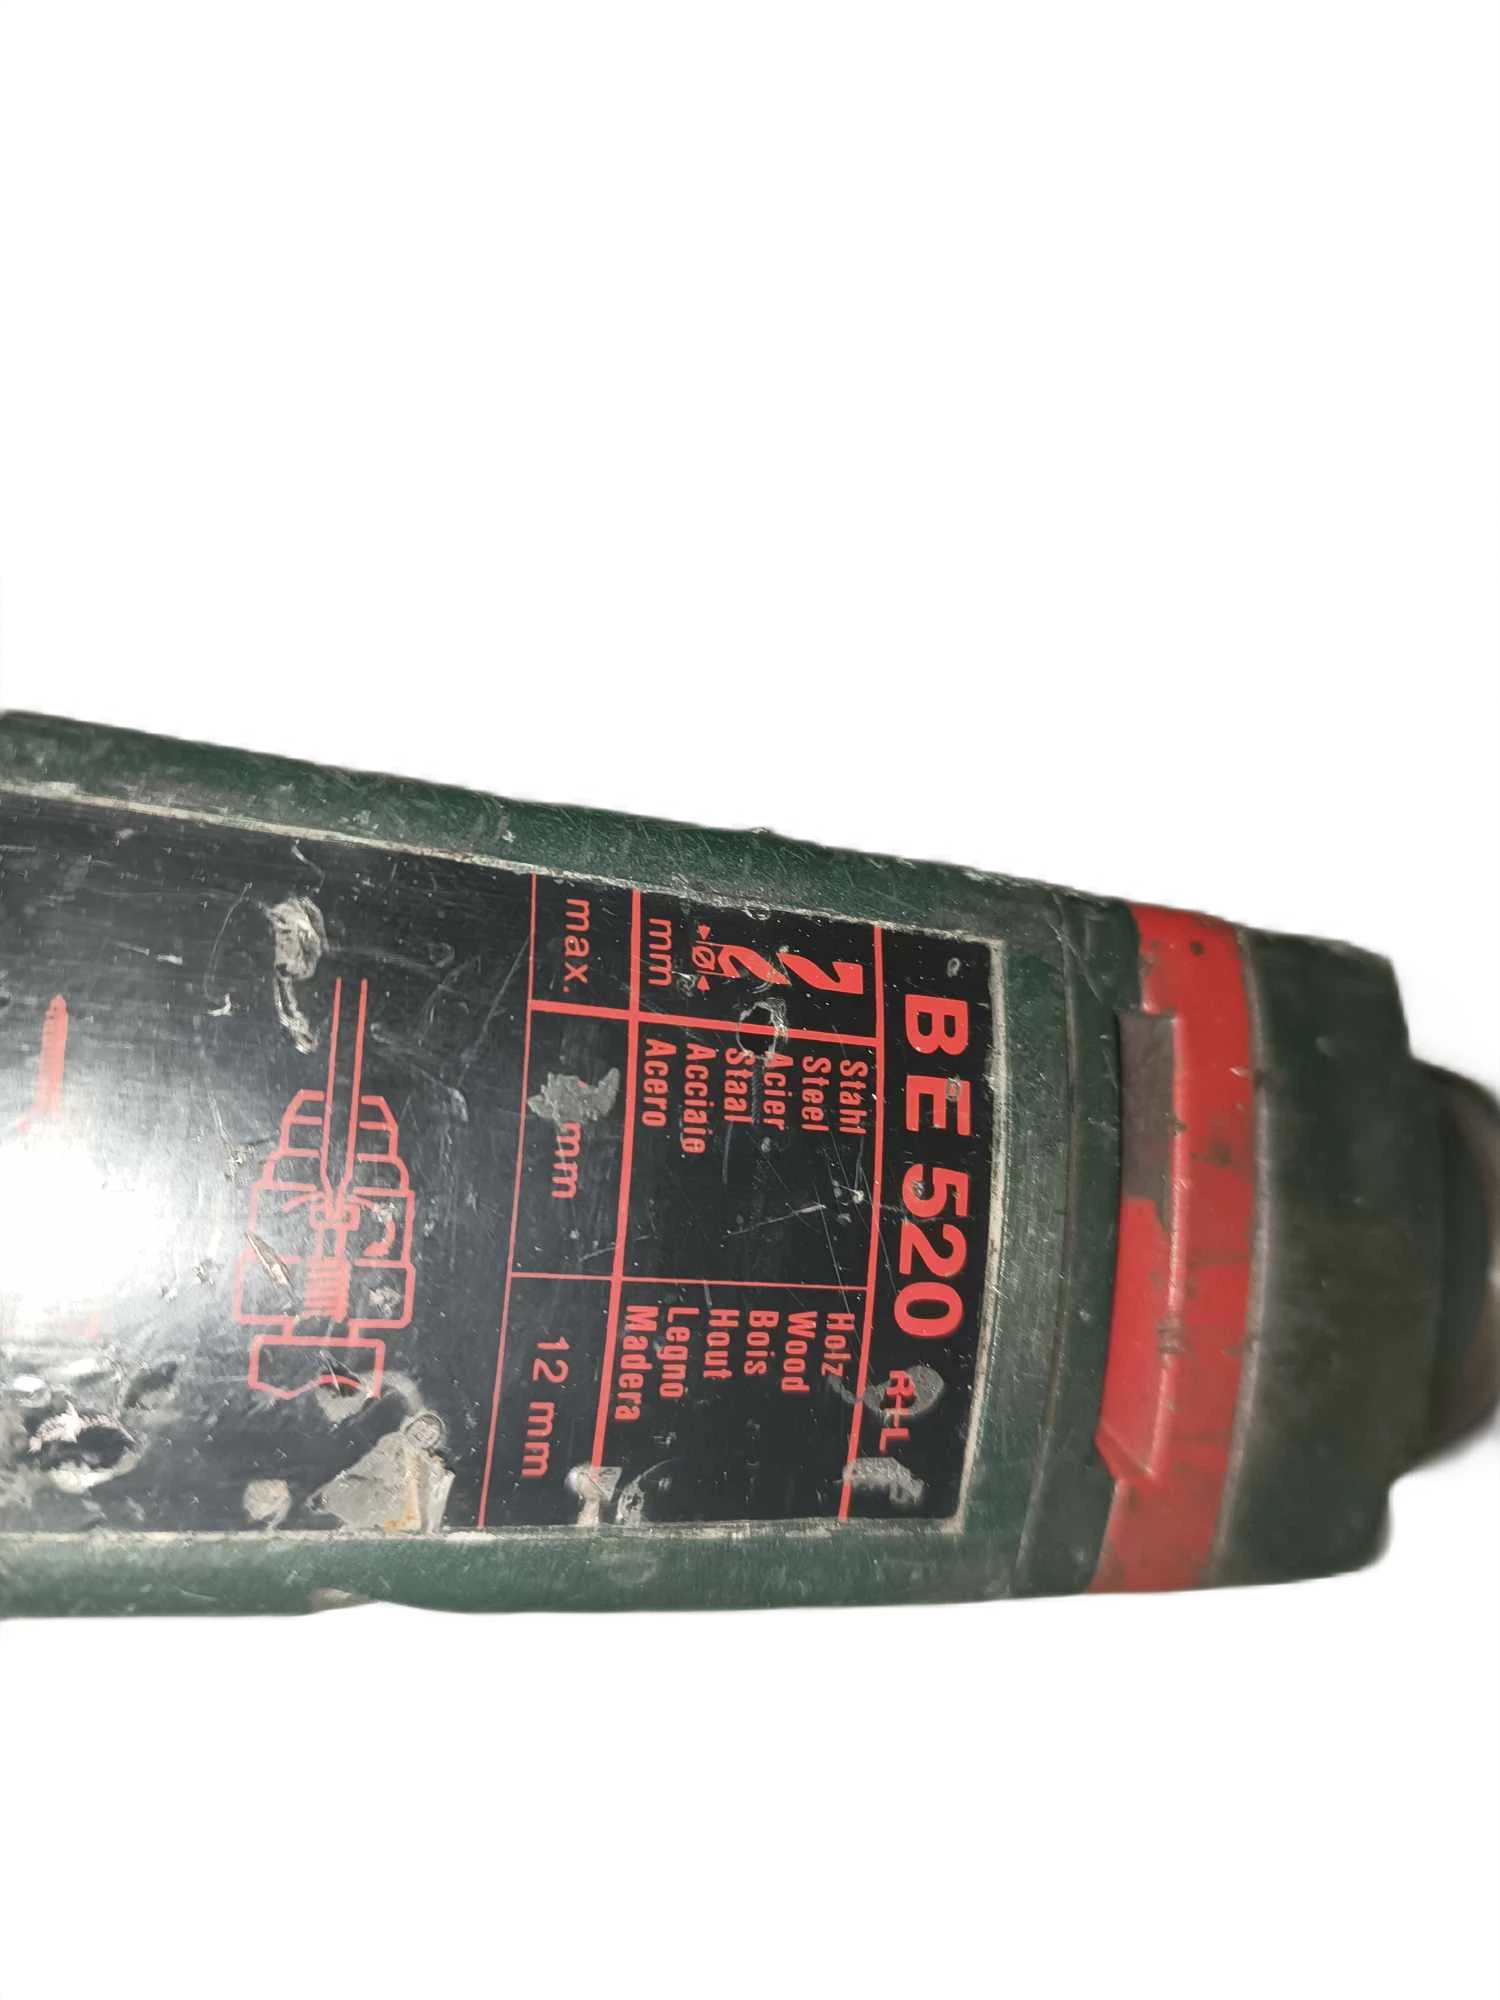 BE 520 R+L
Stahl
Steel
Acier
Staal
Acciaio
Acero
Holz
Wood
Bois
Hout
Legno
Madera
Ø
mm
max.
mm
12 mm